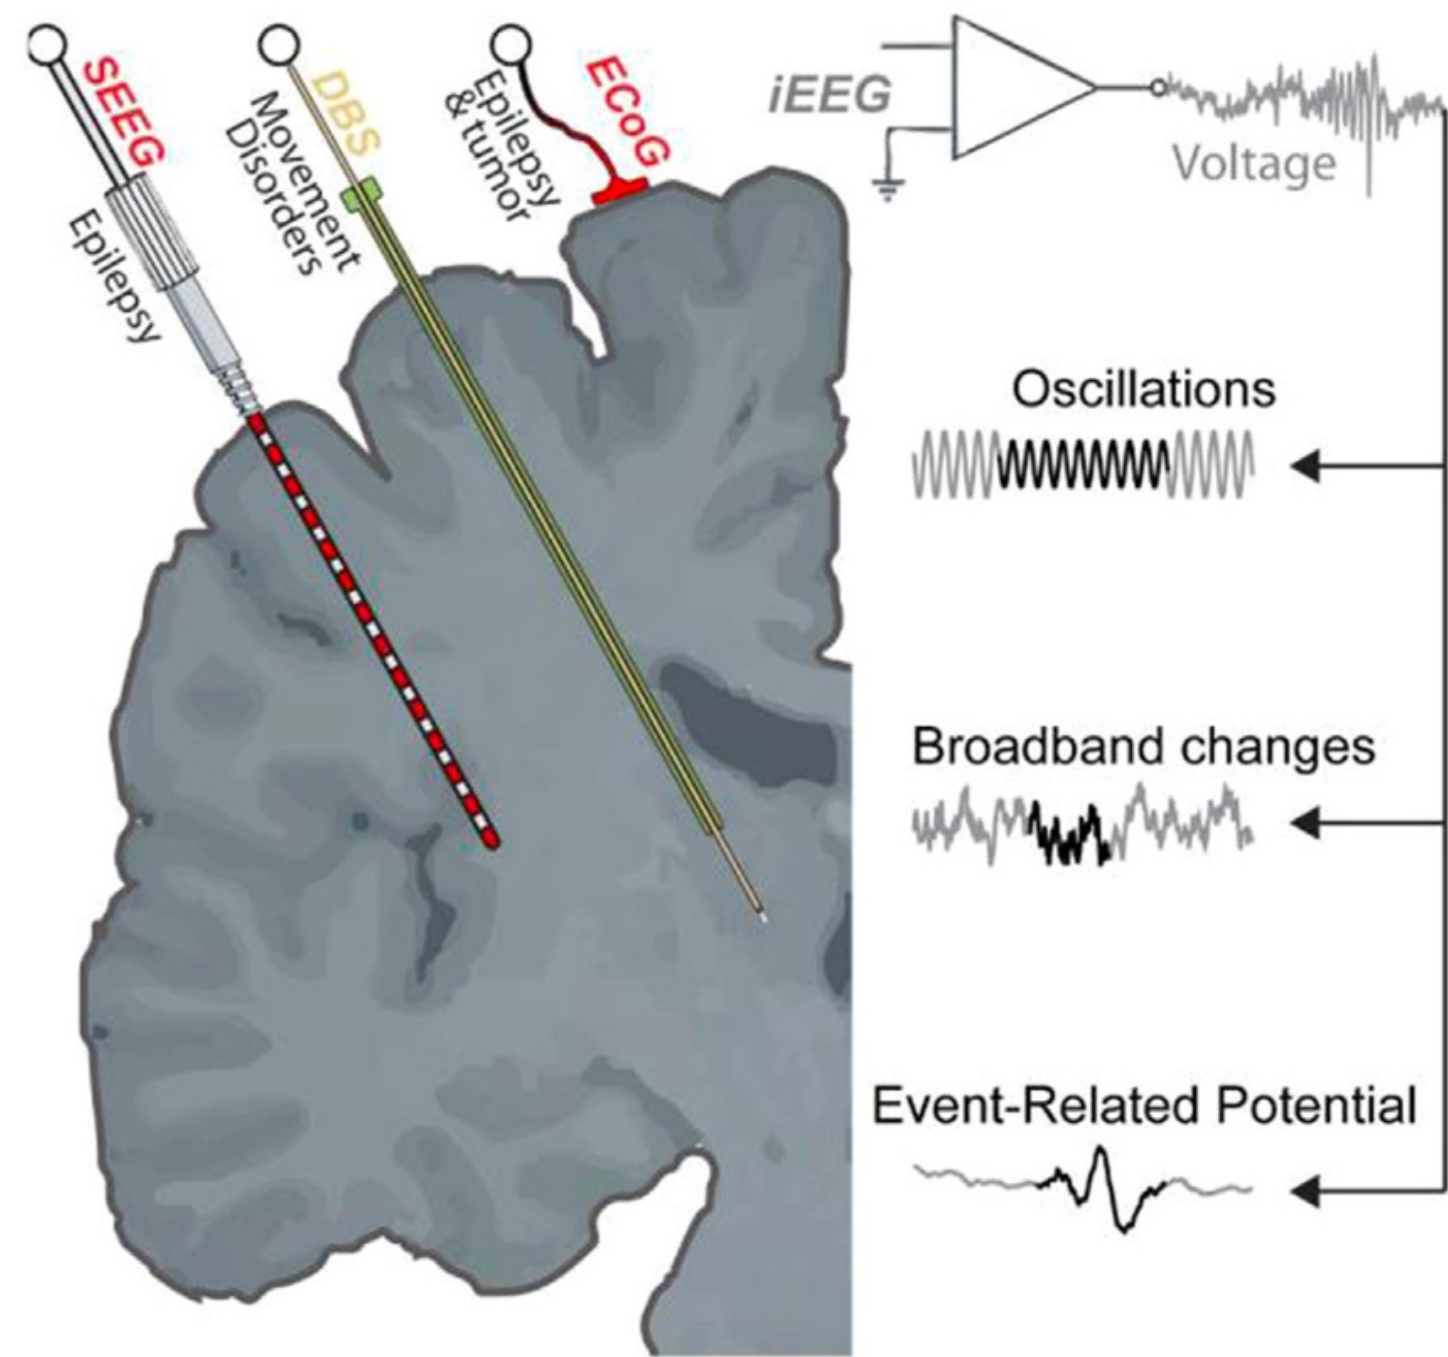 SEEG
Epilepsy
DBS
Movement
Disorders
ECoG
Epilepsy
& tumor
iEEG
Voltage
Oscillations
Broadband changes
Event-Related Potential